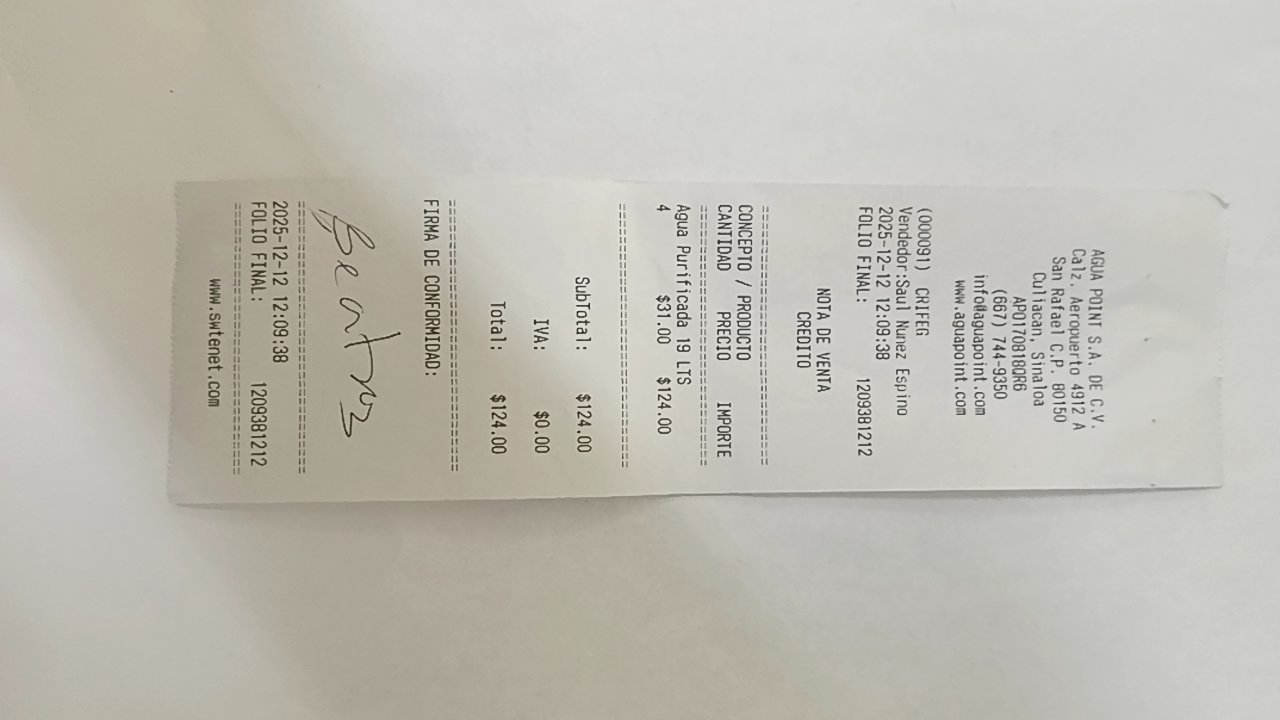 AGUA POINT S.A. DE C.V.
Calz. Aeropuerto 4912 A
San Rafael C.P. 80150
Culiacan, Sinaloa
APO1708180R6
(667) 744-9350
info@aguapoint.com
www.aguapoint.com
(000091) CRIFEG
Vendedor:Saul Nunez Espino
2025-12-12 12:09:38
FOLIO FINAL: 1209381212
NOTA DE VENTA
CREDITO
CONCEPTO / PRODUCTO
CANTIDAD PRECIO IMPORTE
Agua Purificada 19 LTS
4 $31.00 $124.00
SubTotal: $124.00
IVA: $0.00
Total: $124.00
FIRMA DE CONFORMIDAD:
Beatriz
2025-12-12 12:09:38
FOLIO FINAL: 1209381212
www.swtenet.com